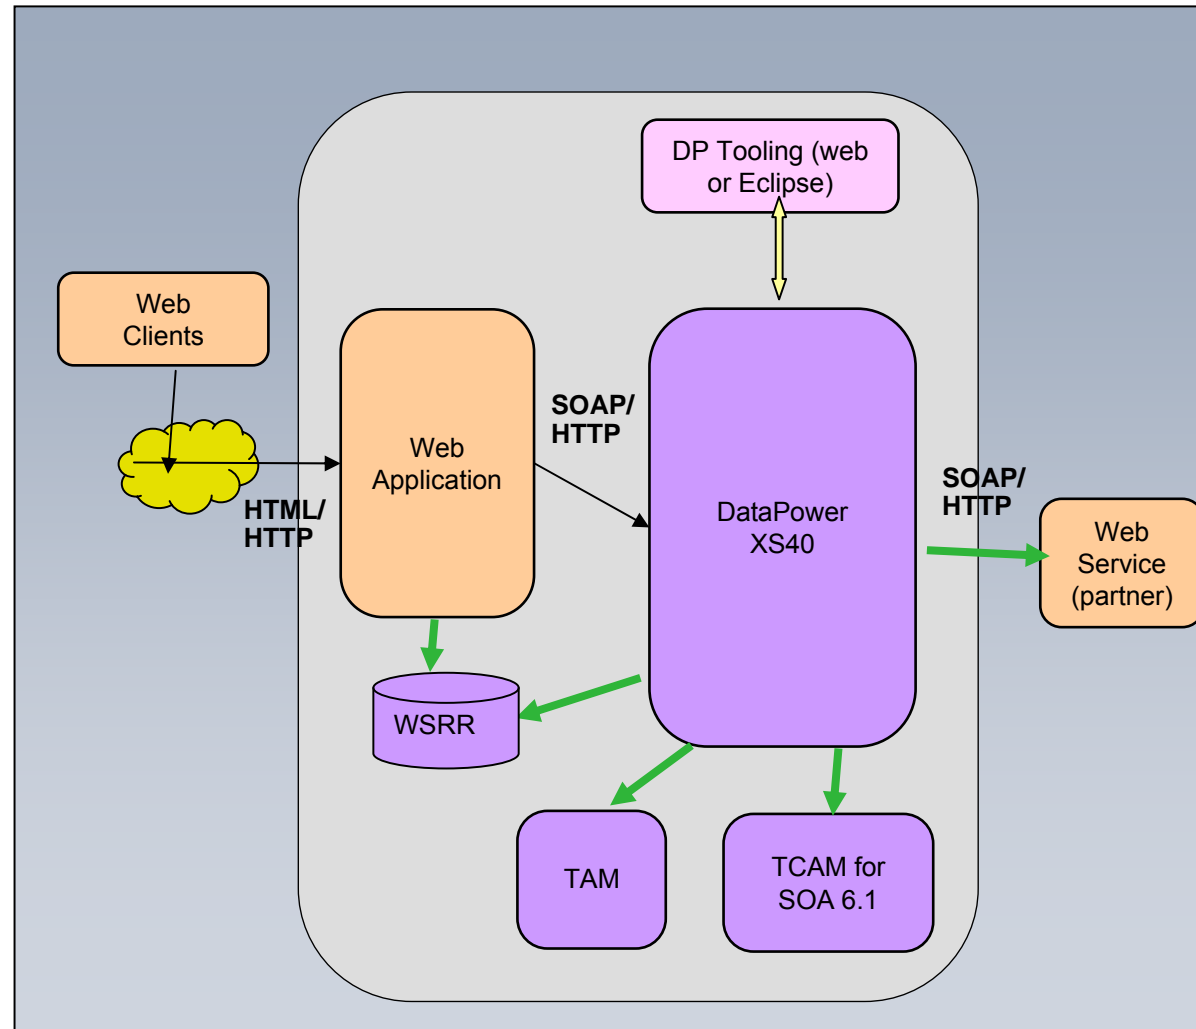 DP Tooling (web
or Eclipse)
Web
Clients
HTML/
HTTP
Web
Application
SOAP/
HTTP
DataPower
XS40
SOAP/
HTTP
Web
Service
(partner)
WSRR
TAM
TCAM for
SOA 6.1